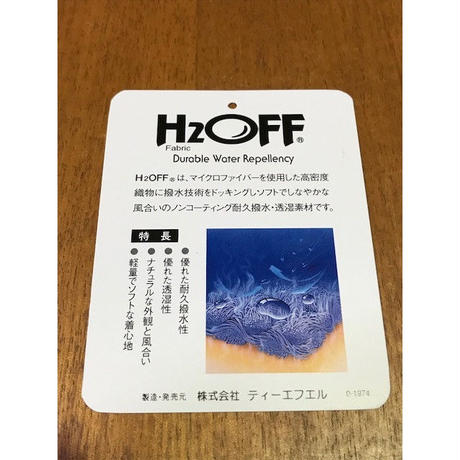 H2OFF®
Fabric
Durable Water Repellency
H2OFF®は、マイクロファイバーを使用した高密度
織物に撥水技術をドッキングしソフトでしなやかな
風合いのノンコーティング耐久撥水・透湿素材です。
特長
●優れた耐久撥水性
●優れた透湿性
●ナチュラルな外観と風合い
●軽量でソフトな着心地
製造・発売元 株式会社 ティーエフエル
0-1974